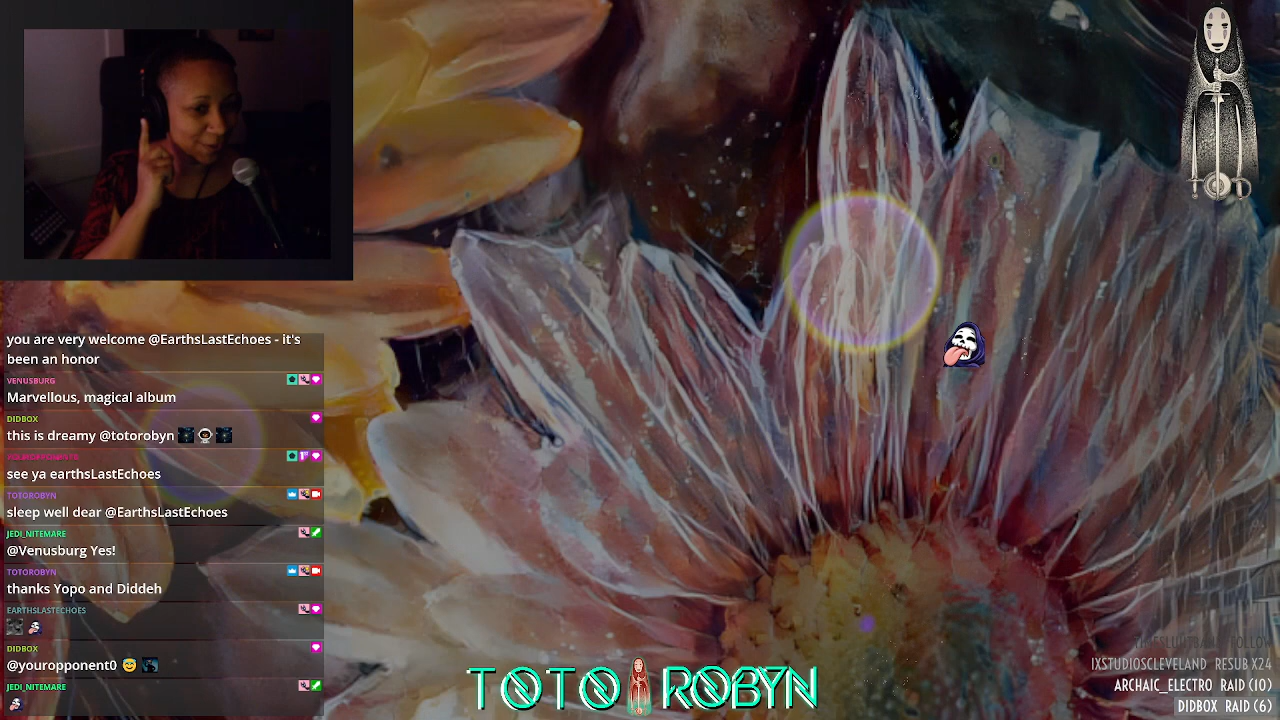 you are very welcome @EarthsLastEchoes - it's
been an honor
VENUSBURG
Marvellous, magical album
DIDBOX
this is dreamy @totorobyn
see ya earthsLastEchoes
TOTOROBYN
sleep well dear @EarthsLastEchoes
JEDI_NITEMARE
@Venusburg Yes!
TOTOROBYN
thanks Yopo and Diddeh
EARTHSLASTECHOES
DIDBOX
@youropponent0
JEDI_NITEMARE
TOTO ROBYN
FOLLOW
IXSTUDIOSCLEVELAND RESUB X24
ARCHAIC_ELECTRO RAID (10)
DIDBOX RAID (6)